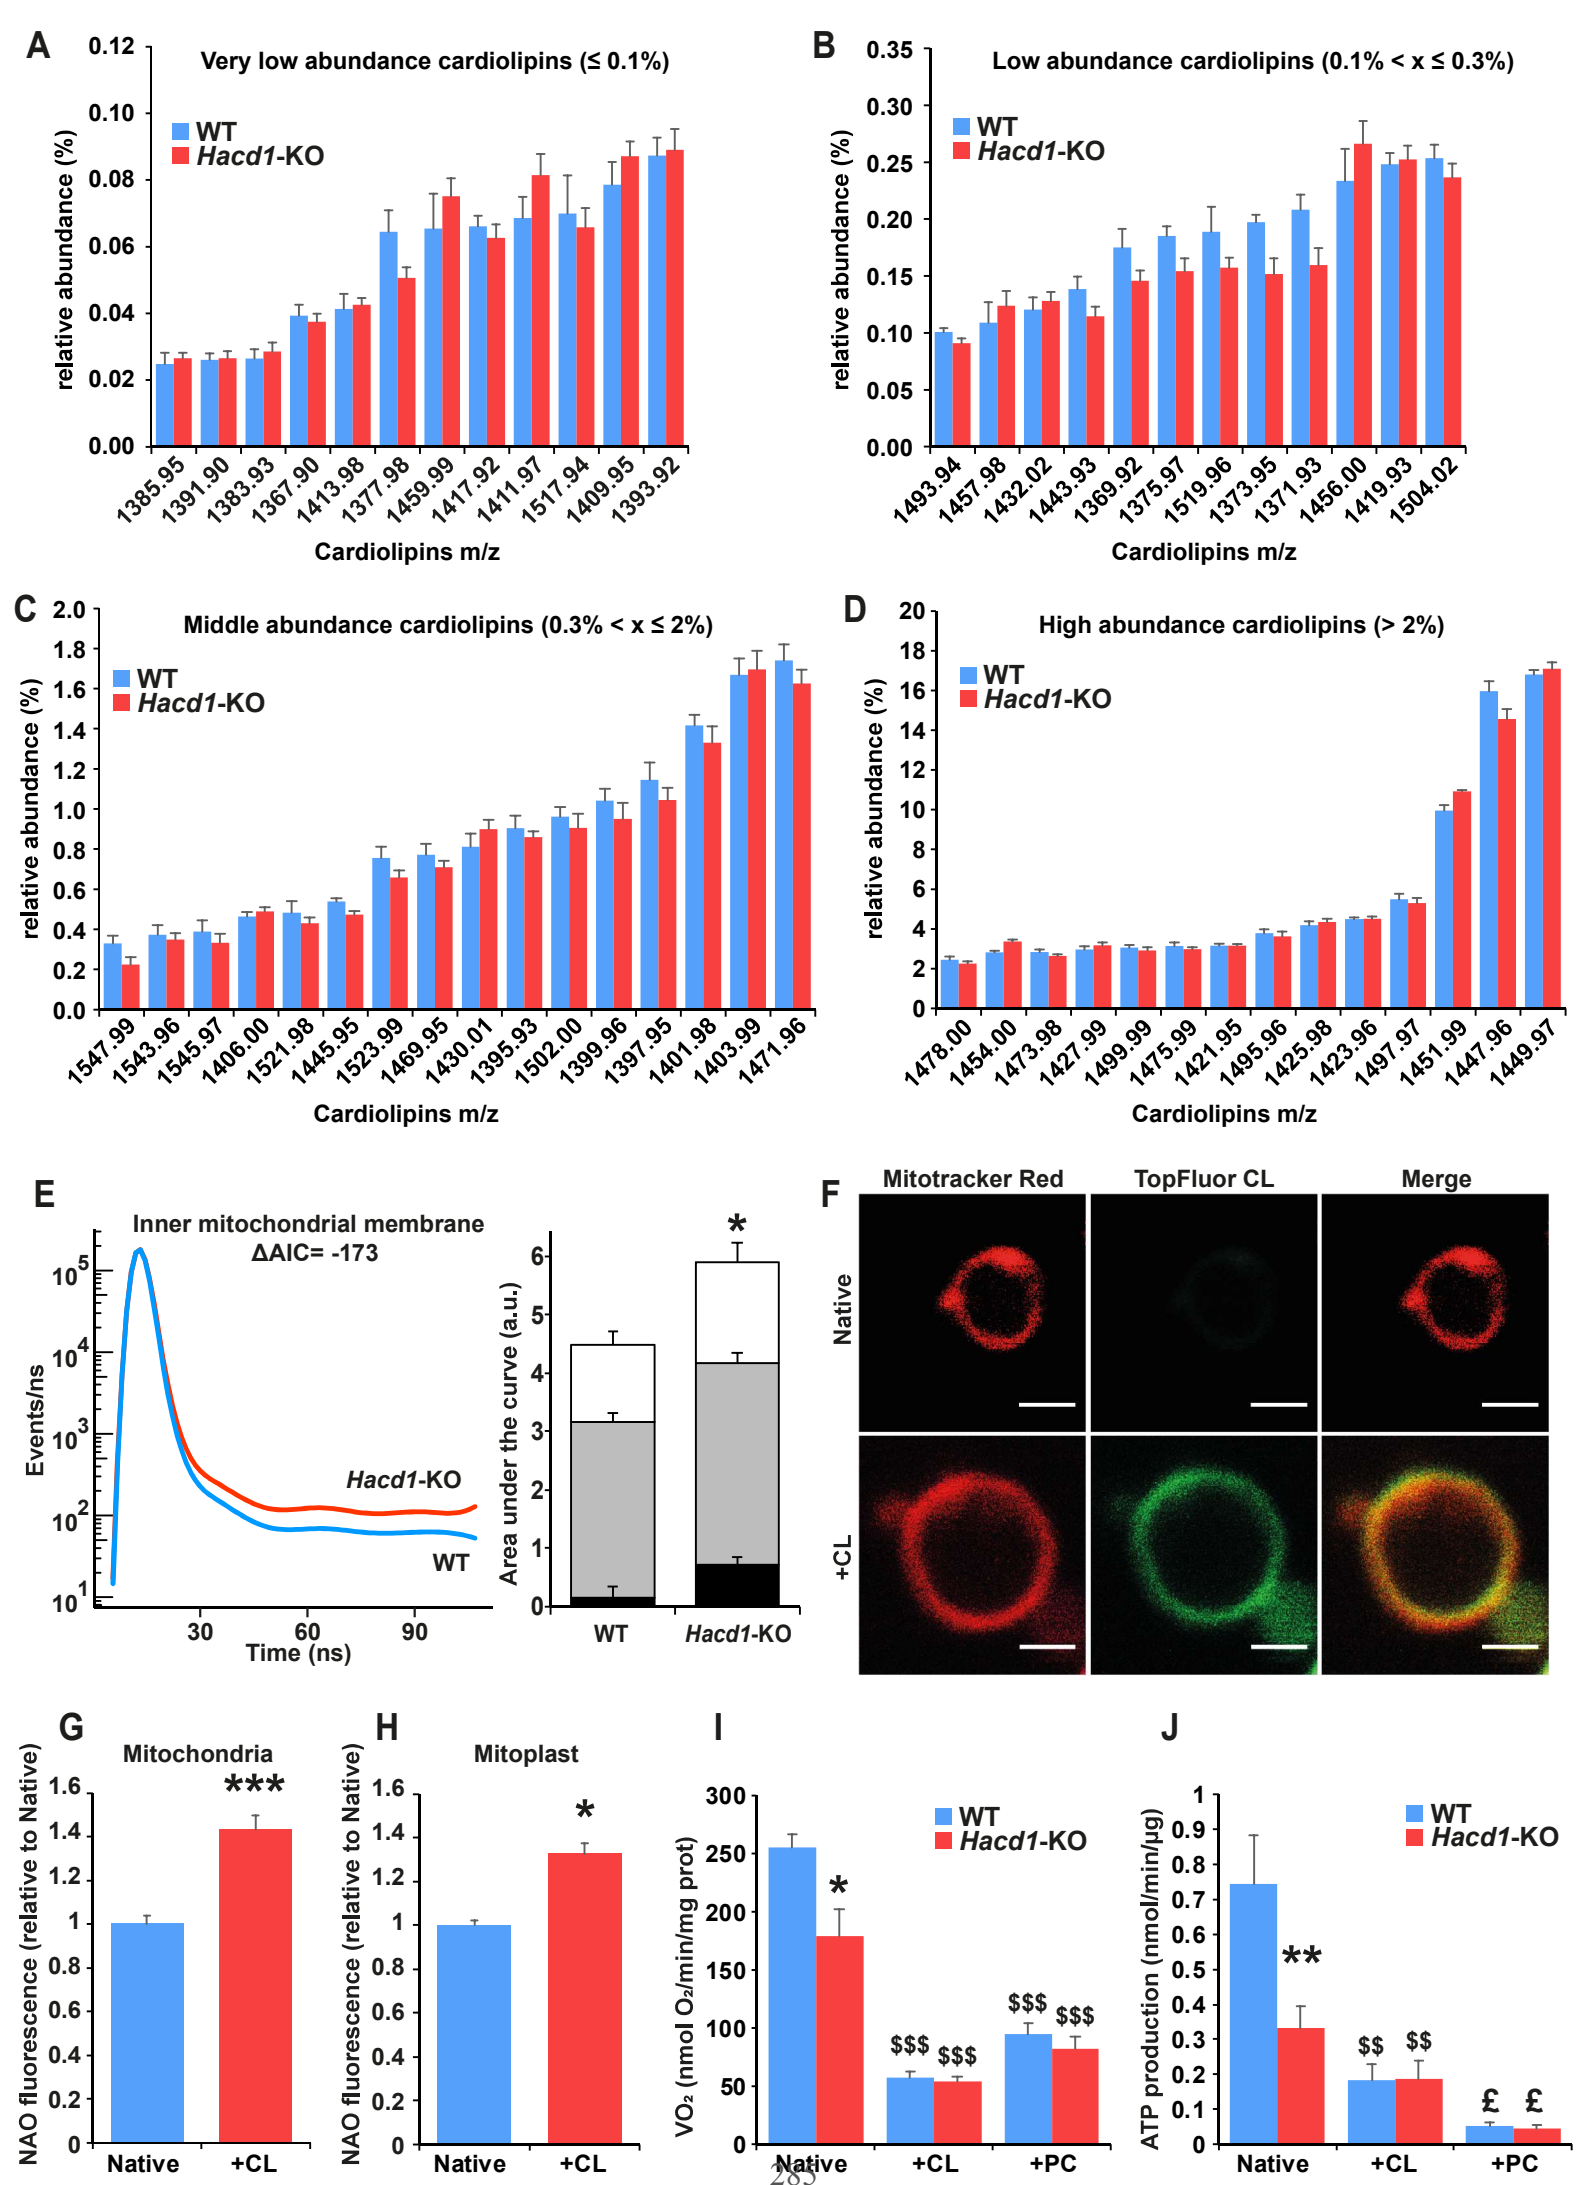 A
Very low abundance cardiolipins (≤ 0.1%)
WT
Hacd1-KO
relative abundance (%)
0.12
0.10
0.08
0.06
0.04
0.02
0.00
1385.95 1391.90 1383.93 1367.90 1413.98 1377.98 1459.99 1417.92 1411.97 1517.94 1409.95 1393.92
Cardiolipins m/z
B
Low abundance cardiolipins (0.1% < x ≤ 0.3%)
WT
Hacd1-KO
relative abundance (%)
0.35
0.30
0.25
0.20
0.15
0.10
0.05
0.00
1493.94 1457.98 1432.02 1443.93 1369.92 1375.97 1519.96 1373.95 1371.93 1456.00 1419.93 1504.02
Cardiolipins m/z
C
Middle abundance cardiolipins (0.3% < x ≤ 2%)
WT
Hacd1-KO
relative abundance (%)
2.0
1.8
1.6
1.4
1.2
1.0
0.8
0.6
0.4
0.2
0.0
1547.99 1543.96 1545.97 1406.00 1521.98 1445.95 1523.99 1469.95 1430.01 1395.93 1502.00 1399.96 1397.95 1401.98 1403.99 1471.96
Cardiolipins m/z
D
High abundance cardiolipins (> 2%)
WT
Hacd1-KO
relative abundance (%)
20
18
16
14
12
10
8
6
4
2
0
1478.00 1454.00 1473.98 1427.99 1499.99 1475.99 1421.95 1495.96 1425.98 1423.96 1497.97 1451.99 1447.96 1449.97
Cardiolipins m/z
E
Inner mitochondrial membrane
ΔAIC= -173
Events/ns
10⁵
10⁴
10³
10²
10¹
Hacd1-KO
WT
30 60 90
Time (ns)
Area under the curve (a.u.)
*
6
5
4
3
2
1
0
WT Hacd1-KO
F
Mitotracker Red TopFluor CL Merge
Native
+CL
G
Mitochondria
NAO fluorescence (relative to Native)
***
1.6
1.4
1.2
1
0.8
0.6
0.4
0.2
0
Native +CL
H
Mitoplast
NAO fluorescence (relative to Native)
*
1.6
1.4
1.2
1
0.8
0.6
0.4
0.2
0
Native +CL
I
WT
Hacd1-KO
VO₂ (nmol O₂/min/mg prot)
300
250
200
150
100
50
0
*
$$$ $$$ $$$ $$$
Native +CL +PC
J
WT
Hacd1-KO
ATP production (nmol/min/µg)
1
0.9
0.8
0.7
0.6
0.5
0.4
0.3
0.2
0.1
0
**
$$ $$ £ £
Native +CL +PC
285